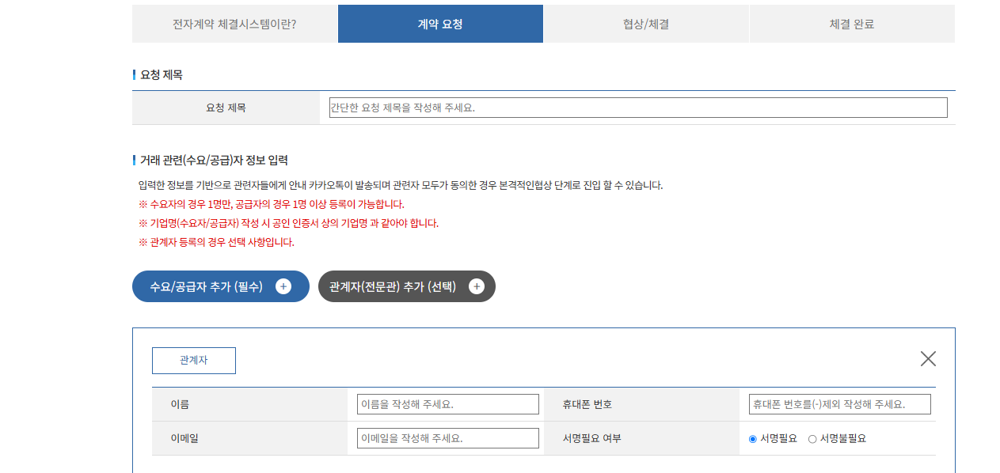 전자계약 체결시스템이란? 계약 요청 협상/체결 체결 완료
요청 제목
요청 제목 간단한 요청 제목을 작성해 주세요.
거래 관련(수요/공급)자 정보 입력
입력한 정보를 기반으로 관련자들에게 안내 카카오톡이 발송되며 관련자 모두가 동의한 경우 본격적인협상 단계로 진입 할 수 있습니다.
※ 수요자의 경우 1명만, 공급자의 경우 1명 이상 등록이 가능합니다.
※ 기업명(수요자/공급자) 작성 시 공인 인증서 상의 기업명 과 같아야 합니다.
※ 관계자 등록의 경우 선택 사항입니다.
수요/공급자 추가 (필수) + 관계자(전문관) 추가 (선택) +
관계자
이름 이름을 작성해 주세요. 휴대폰 번호 휴대폰 번호를(-)제외 작성해 주세요.
이메일 이메일을 작성해 주세요. 서명필요 여부 서명필요 서명불필요